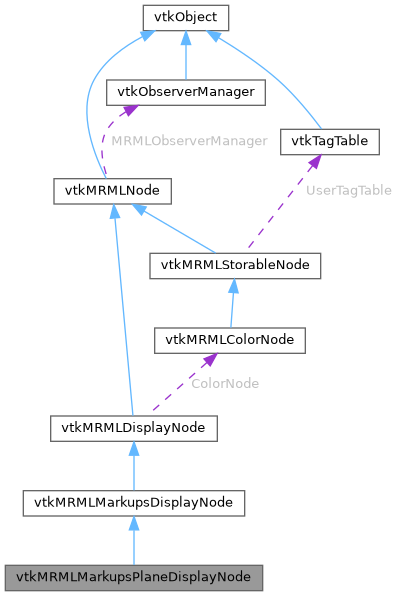 vtkObject
vtkObserverManager
MRMLObserverManager
vtkTagTable
vtkMRMLNode
UserTagTable
vtkMRMLStorableNode
vtkMRMLColorNode
ColorNode
vtkMRMLDisplayNode
vtkMRMLMarkupsDisplayNode
vtkMRMLMarkupsPlaneDisplayNode